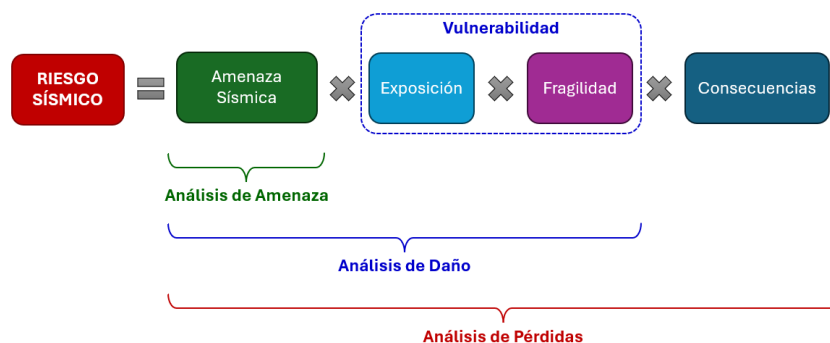 Vulnerabilidad
RIESGO
SÍSMICO
Amenaza
Sísmica
Exposición
Fragilidad
Consecuencias
Análisis de Amenaza
Análisis de Daño
Análisis de Pérdidas